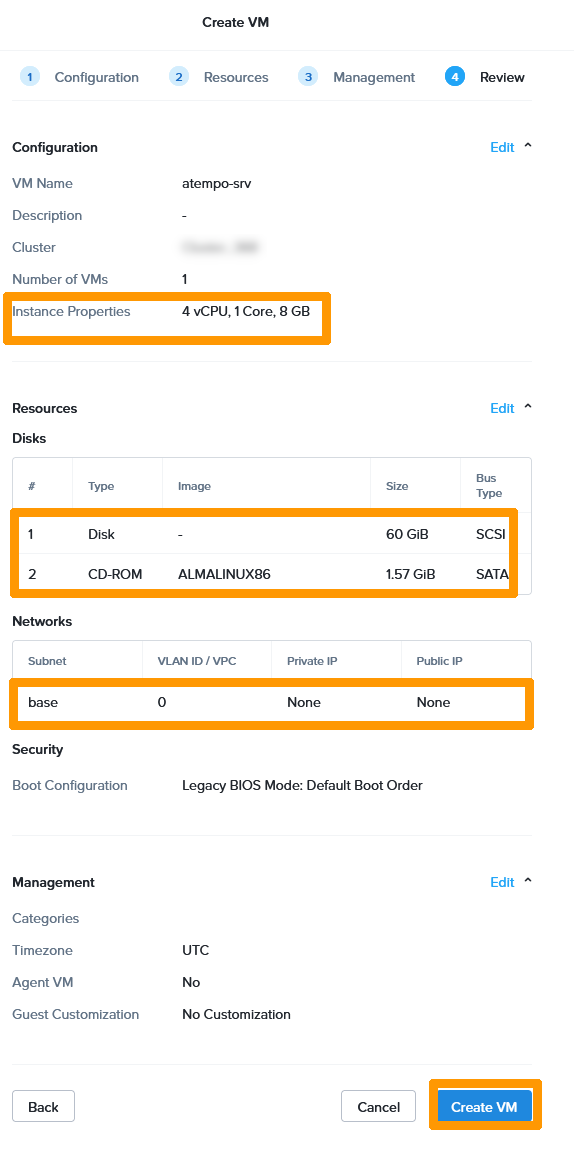 Create VM
1 Configuration 2 Resources 3 Management 4 Review
Configuration Edit
VM Name atempo-srv
Description -
Cluster
Number of VMs 1
Instance Properties 4 vCPU, 1 Core, 8 GB
Resources Edit
Disks
# Type Image Size Bus Type
1 Disk - 60 GiB SCSI
2 CD-ROM ALMALINUX86 1.57 GiB SATA
Networks
Subnet VLAN ID / VPC Private IP Public IP
base 0 None None
Security
Boot Configuration Legacy BIOS Mode: Default Boot Order
Management Edit
Categories
Timezone UTC
Agent VM No
Guest Customization No Customization
Back Cancel Create VM